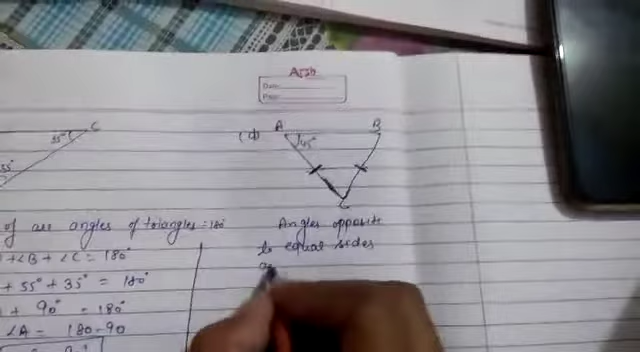 Date:
Page:
(d)
A
B
45°
C
55°
C
35°
of all angles of triangles = 180°
+ ∠B + ∠C = 180°
+ 55° + 35° = 180°
+ 90° = 180°
∠A = 180-90
Angles opposite
to equal sides